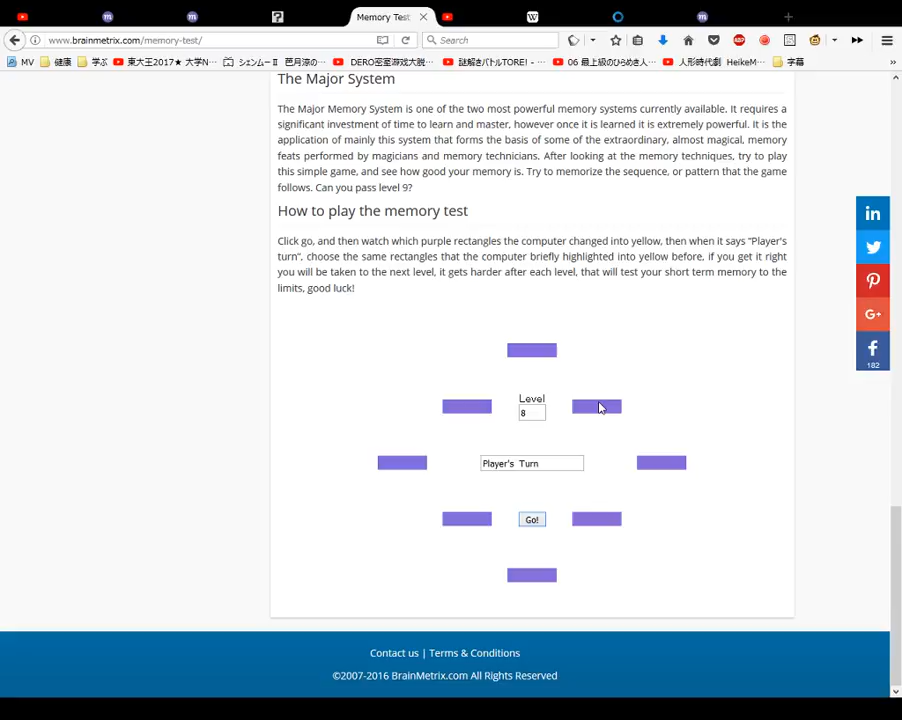 Memory Test
www.brainmetrix.com/memory-test/
Search
MV 健康 学ぶ 東大王2017★ 大学N... シェンムーⅡ 芭月涼の... DERO密室游戏大脱... 謎解きバトルTORE! - ... 06 最上級のひらめき人... 人形時代劇 HeikeM... 字幕
The Major System
The Major Memory System is one of the two most powerful memory systems currently available. It requires a
significant investment of time to learn and master, however once it is learned it is extremely powerful. It is the
application of mainly this system that forms the basis of some of the extraordinary, almost magical, memory
feats performed by magicians and memory technicians. After looking at the memory techniques, try to play
this simple game, and see how good your memory is. Try to memorize the sequence, or pattern that the game
follows. Can you pass level 9?
How to play the memory test
Click go, and then watch which purple rectangles the computer changed into yellow, then when it says "Player's
turn", choose the same rectangles that the computer briefly highlighted into yellow before, if you get it right
you will be taken to the next level, it gets harder after each level, that will test your short term memory to the
limits, good luck!
182
Level
8
Player's Turn
Go!
Contact us | Terms & Conditions
©2007-2016 BrainMetrix.com All Rights Reserved